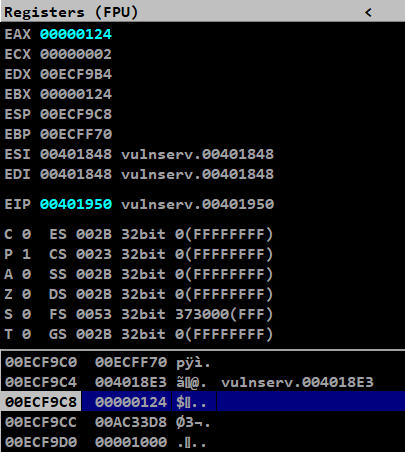 Registers (FPU) <
EAX 00000124
ECX 00000002
EDX 00ECF9B4
EBX 00000124
ESP 00ECF9C8
EBP 00ECFF70
ESI 00401848 vulnserv.00401848
EDI 00401848 vulnserv.00401848
EIP 00401950 vulnserv.00401950
C 0 ES 002B 32bit 0(FFFFFFFF)
P 1 CS 0023 32bit 0(FFFFFFFF)
A 0 SS 002B 32bit 0(FFFFFFFF)
Z 0 DS 002B 32bit 0(FFFFFFFF)
S 0 FS 0053 32bit 373000(FFF)
T 0 GS 002B 32bit 0(FFFFFFFF)
00ECF9C0 00ECFF70 pÿì.
00ECF9C4 004018E3 ã▯@. vulnserv.004018E3
00ECF9C8 00000124 $▯..
00ECF9CC 00AC33D8 Ø3¬.
00ECF9D0 00001000 .▯..